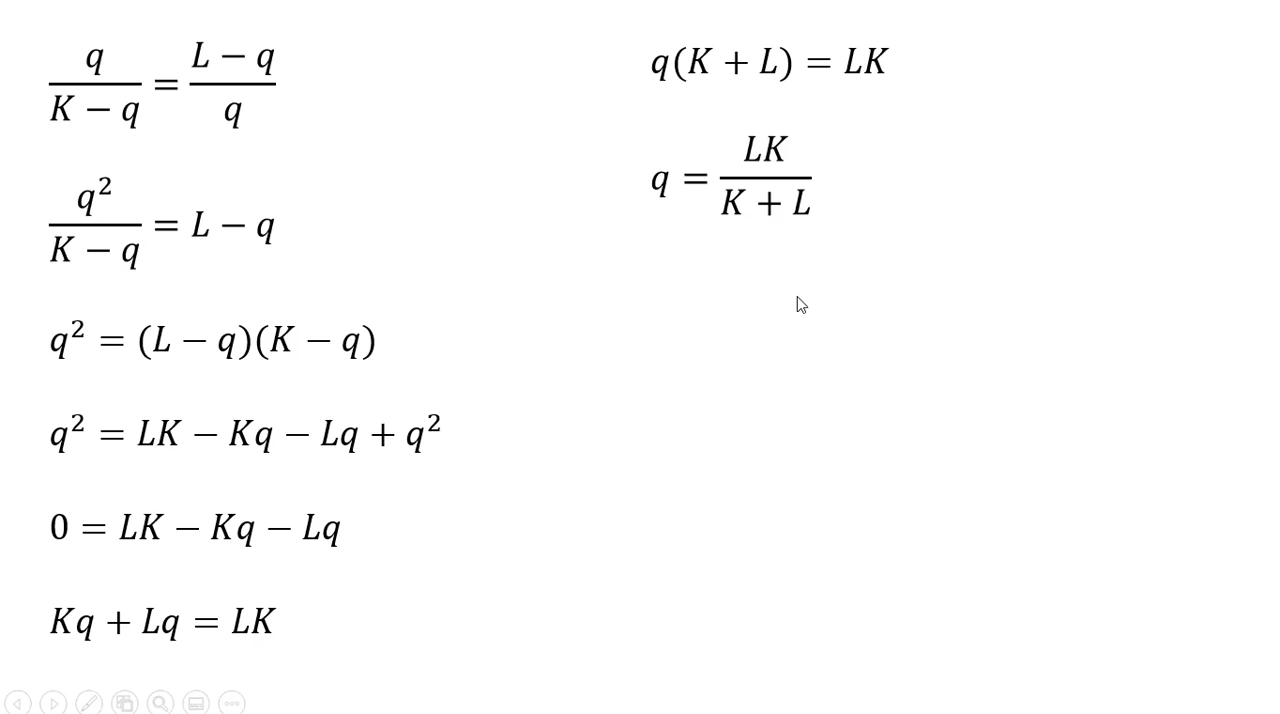 q/(K − q) = (L − q)/q
q²/(K − q) = L − q
q² = (L − q)(K − q)
q² = LK − Kq − Lq + q²
0 = LK − Kq − Lq
Kq + Lq = LK
q(K + L) = LK
q = LK/(K + L)